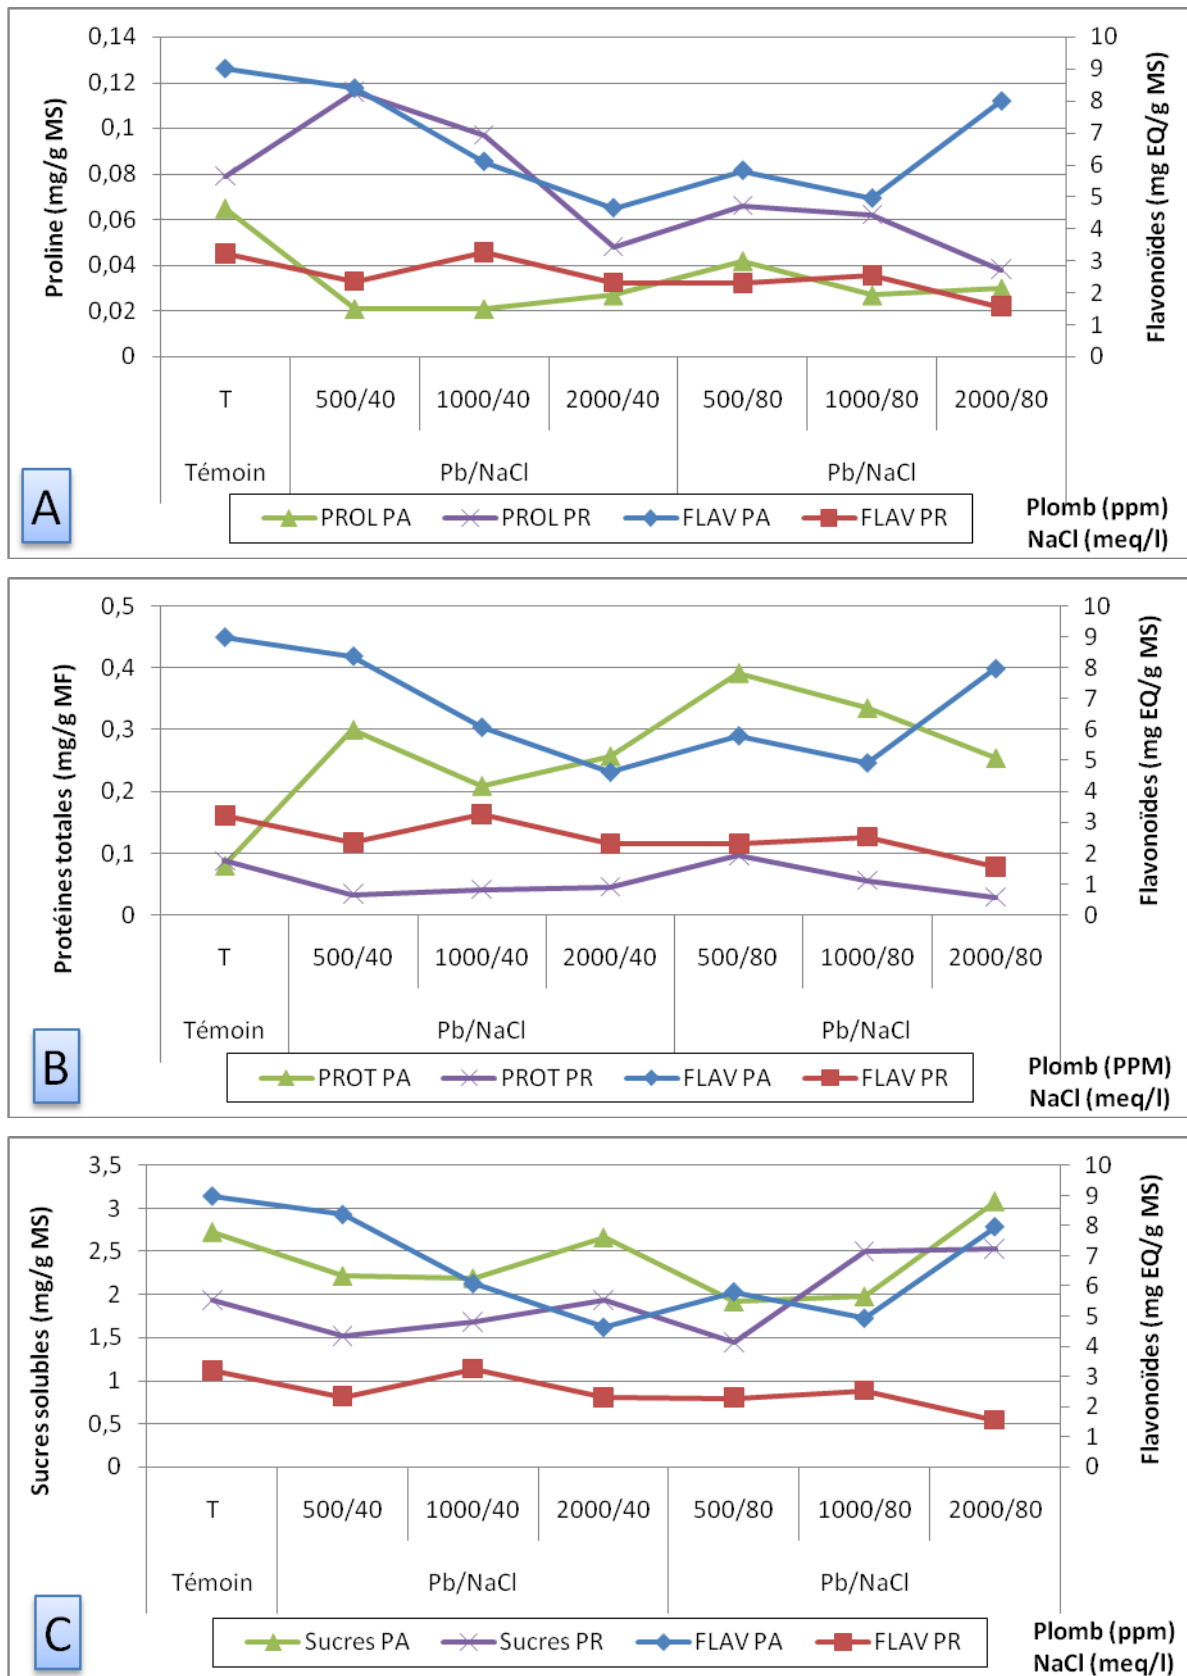 Proline (mg/g MS)
0,14
0,12
0,1
0,08
0,06
0,04
0,02
0
10
9
8
7
6
5
4
3
2
1
0
Flavonoïdes (mg EQ/g MS)
T 500/40 1000/40 2000/40 500/80 1000/80 2000/80
Témoin Pb/NaCl Pb/NaCl
A
PROL PA PROL PR FLAV PA FLAV PR
Plomb (ppm)
NaCl (meq/l)
Protéines totales (mg/g MF)
0,5
0,4
0,3
0,2
0,1
0
10
9
8
7
6
5
4
3
2
1
0
Flavonoïdes (mg EQ/g MS)
T 500/40 1000/40 2000/40 500/80 1000/80 2000/80
Témoin Pb/NaCl Pb/NaCl
B
PROT PA PROT PR FLAV PA FLAV PR
Plomb (PPM)
NaCl (meq/l)
Sucres solubles (mg/g MS)
3,5
3
2,5
2
1,5
1
0,5
0
10
9
8
7
6
5
4
3
2
1
0
Flavonoïdes (mg EQ/g MS)
T 500/40 1000/40 2000/40 500/80 1000/80 2000/80
Témoin Pb/NaCl Pb/NaCl
C
Sucres PA Sucres PR FLAV PA FLAV PR
Plomb (ppm)
NaCl (meq/l)